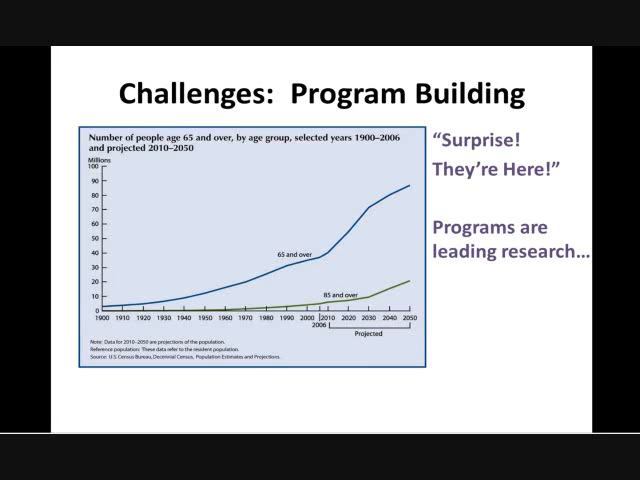 Challenges:  Program Building
Number of people age 65 and over, by age group, selected years 1900–2006
and projected 2010–2050
Millions
100
90
80
70
60
50
40
30
20
10
0
65 and over
85 and over
1900 1910 1920 1930 1940 1950 1960 1970 1980 1990 2000 2010 2020 2030 2040 2050
2006
Projected
Note: Data for 2010–2050 are projections of the population.
Reference population: These data refer to the resident population.
Source: U.S. Census Bureau, Decennial Census, Population Estimates and Projections.
“Surprise!
They’re Here!”
Programs are
leading research…